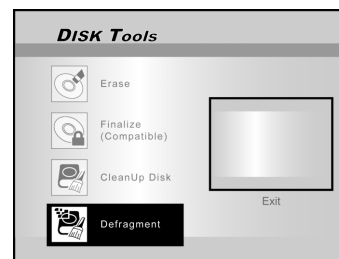 DISK Tools
Erase
Finalize
(Compatible)
CleanUp Disk
Defragment
Exit